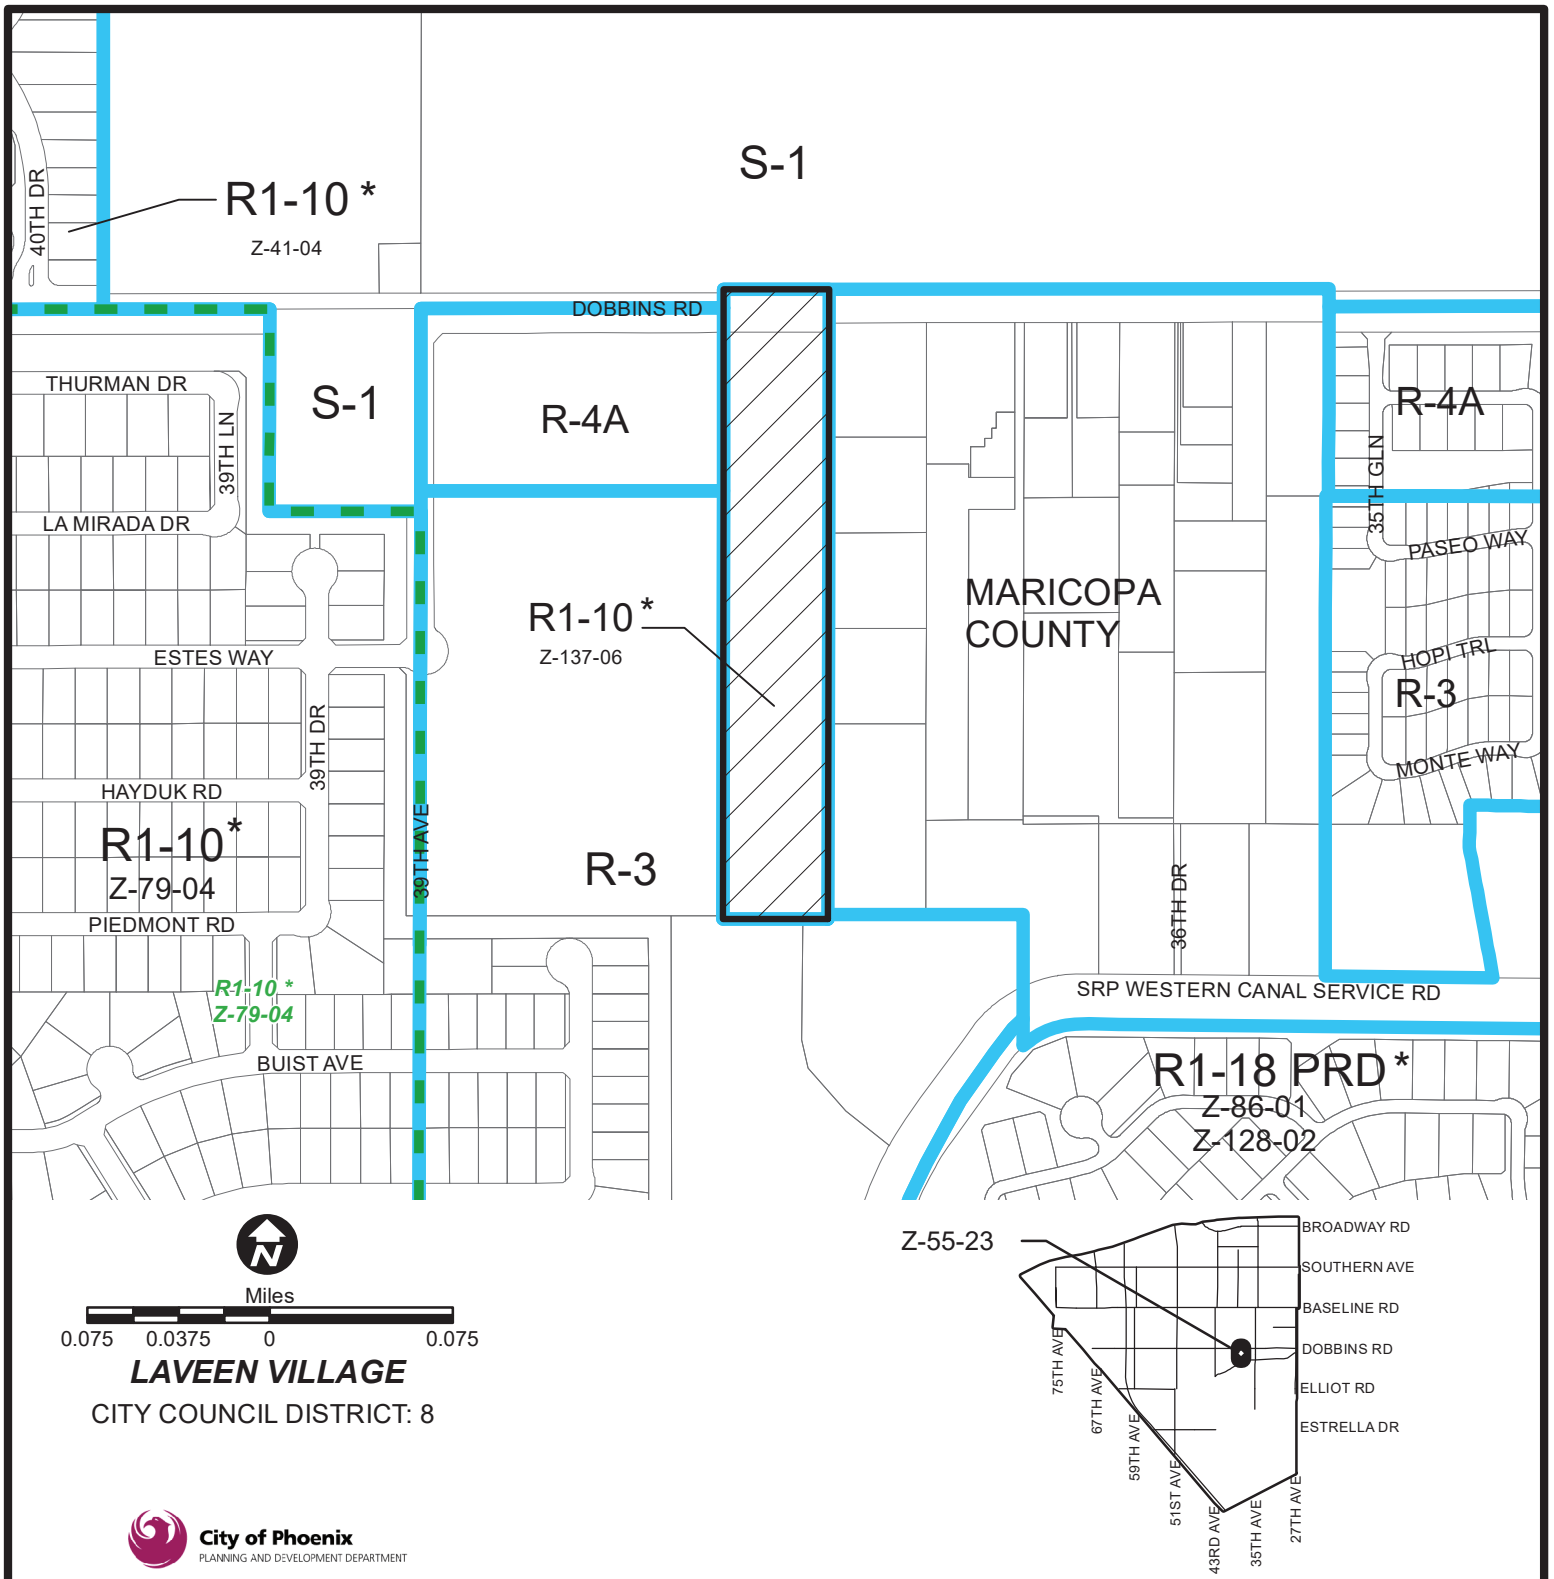 S-1
R1-10 *
Z-41-04
40TH DR
DOBBINS RD
THURMAN DR
S-1
R-4A
R-4A
39TH LN
35TH GLN
LA MIRADA DR
PASEO WAY
R1-10 *
Z-137-06
MARICOPA
COUNTY
ESTES WAY
HOPI TRL
R-3
39TH DR
MONTE WAY
HAYDUK RD
R1-10*
Z-79-04
39TH AVE
R-3
36TH DR
PIEDMONT RD
R1-10 *
Z-79-04
SRP WESTERN CANAL SERVICE RD
BUIST AVE
R1-18 PRD *
Z-86-01
Z-128-02
N
Miles
0.075 0.0375 0 0.075
LAVEEN VILLAGE
CITY COUNCIL DISTRICT: 8
Z-55-23
BROADWAY RD
SOUTHERN AVE
BASELINE RD
DOBBINS RD
ELLIOT RD
ESTRELLA DR
75TH AVE
67TH AVE
59TH AVE
51ST AVE
43RD AVE
35TH AVE
27TH AVE
City of Phoenix
PLANNING AND DEVELOPMENT DEPARTMENT